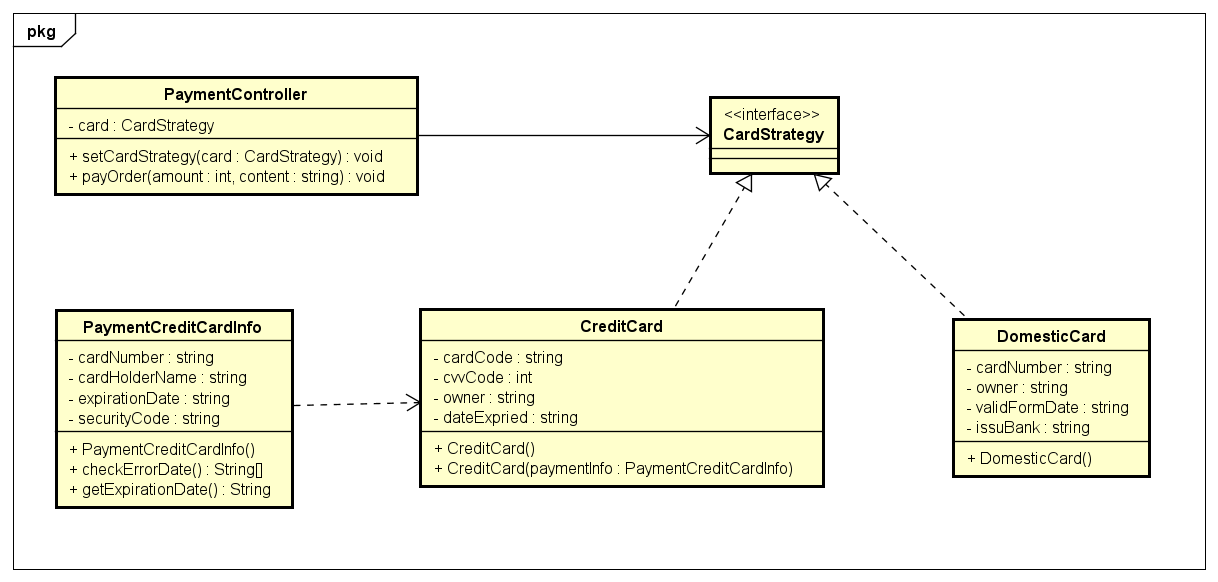 pkg
PaymentController
- card : CardStrategy
+ setCardStrategy(card : CardStrategy) : void
+ payOrder(amount : int, content : string) : void
<<interface>>
CardStrategy
PaymentCreditCardInfo
- cardNumber : string
- cardHolderName : string
- expirationDate : string
- securityCode : string
+ PaymentCreditCardInfo()
+ checkErrorDate() : String[]
+ getExpirationDate() : String
CreditCard
- cardCode : string
- cvvCode : int
- owner : string
- dateExpried : string
+ CreditCard()
+ CreditCard(paymentInfo : PaymentCreditCardInfo)
DomesticCard
- cardNumber : string
- owner : string
- validFormDate : string
- issuBank : string
+ DomesticCard()